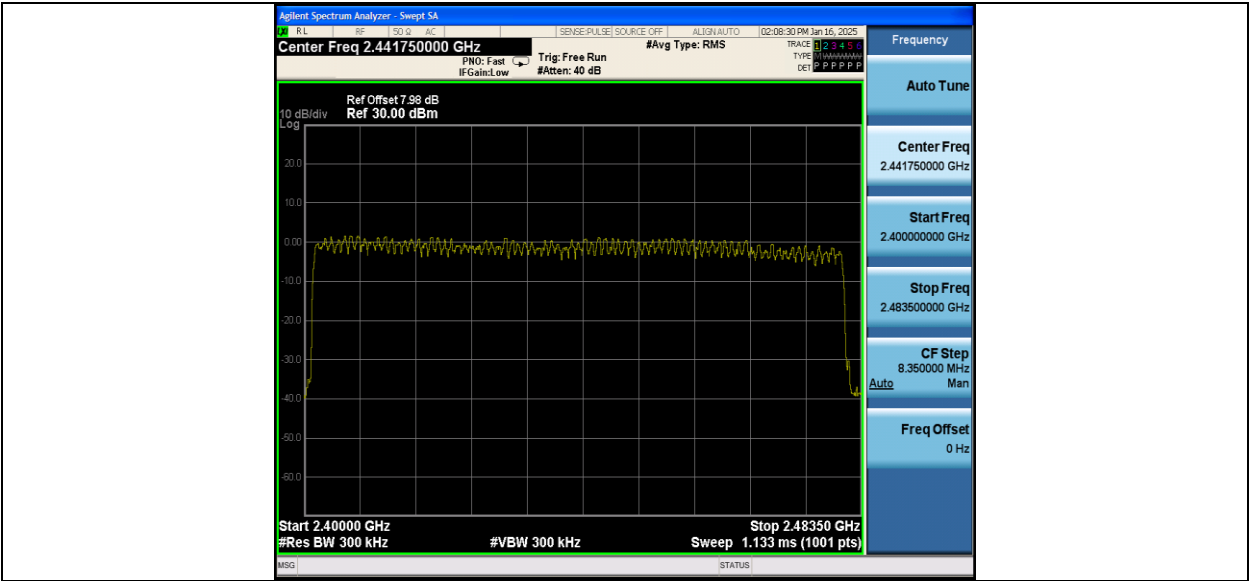 Agilent Spectrum Analyzer - Swept SA
RL RF 50 Ω AC SENSE:PULSE SOURCE OFF ALIGN AUTO 02:08:30 PM Jan 16, 2025
Center Freq 2.441750000 GHz
#Avg Type: RMS
TRACE 1 2 3 4 5 6
PNO: Fast
Trig: Free Run
TYPE M W W W W W
IFGain:Low
#Atten: 40 dB
DET P P P P P P
Ref Offset 7.98 dB
10 dB/div Ref 30.00 dBm
Log
20.0
10.0
0.00
-10.0
-20.0
-30.0
-40.0
-50.0
-60.0
Start 2.40000 GHz Stop 2.48350 GHz
#Res BW 300 kHz #VBW 300 kHz Sweep 1.133 ms (1001 pts)
MSG STATUS
Frequency
Auto Tune
Center Freq
2.441750000 GHz
Start Freq
2.400000000 GHz
Stop Freq
2.483500000 GHz
CF Step
8.350000 MHz
Auto Man
Freq Offset
0 Hz